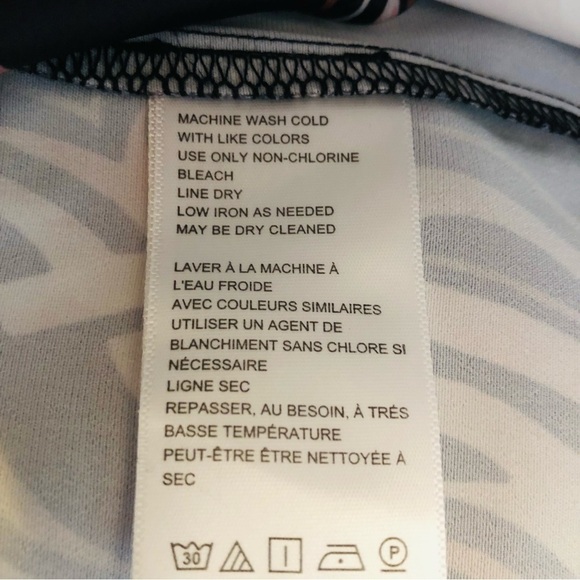 MACHINE WASH COLD
WITH LIKE COLORS
USE ONLY NON-CHLORINE
BLEACH
LINE DRY
LOW IRON AS NEEDED
MAY BE DRY CLEANED
LAVER À LA MACHINE À
L'EAU FROIDE
AVEC COULEURS SIMILAIRES
UTILISER UN AGENT DE
BLANCHIMENT SANS CHLORE SI
NÉCESSAIRE
LIGNE SEC
REPASSER, AU BESOIN, À TRÉS
BASSE TEMPÉRATURE
PEUT-ÊTRE ÊTRE NETTOYÉE À
SEC
30 P